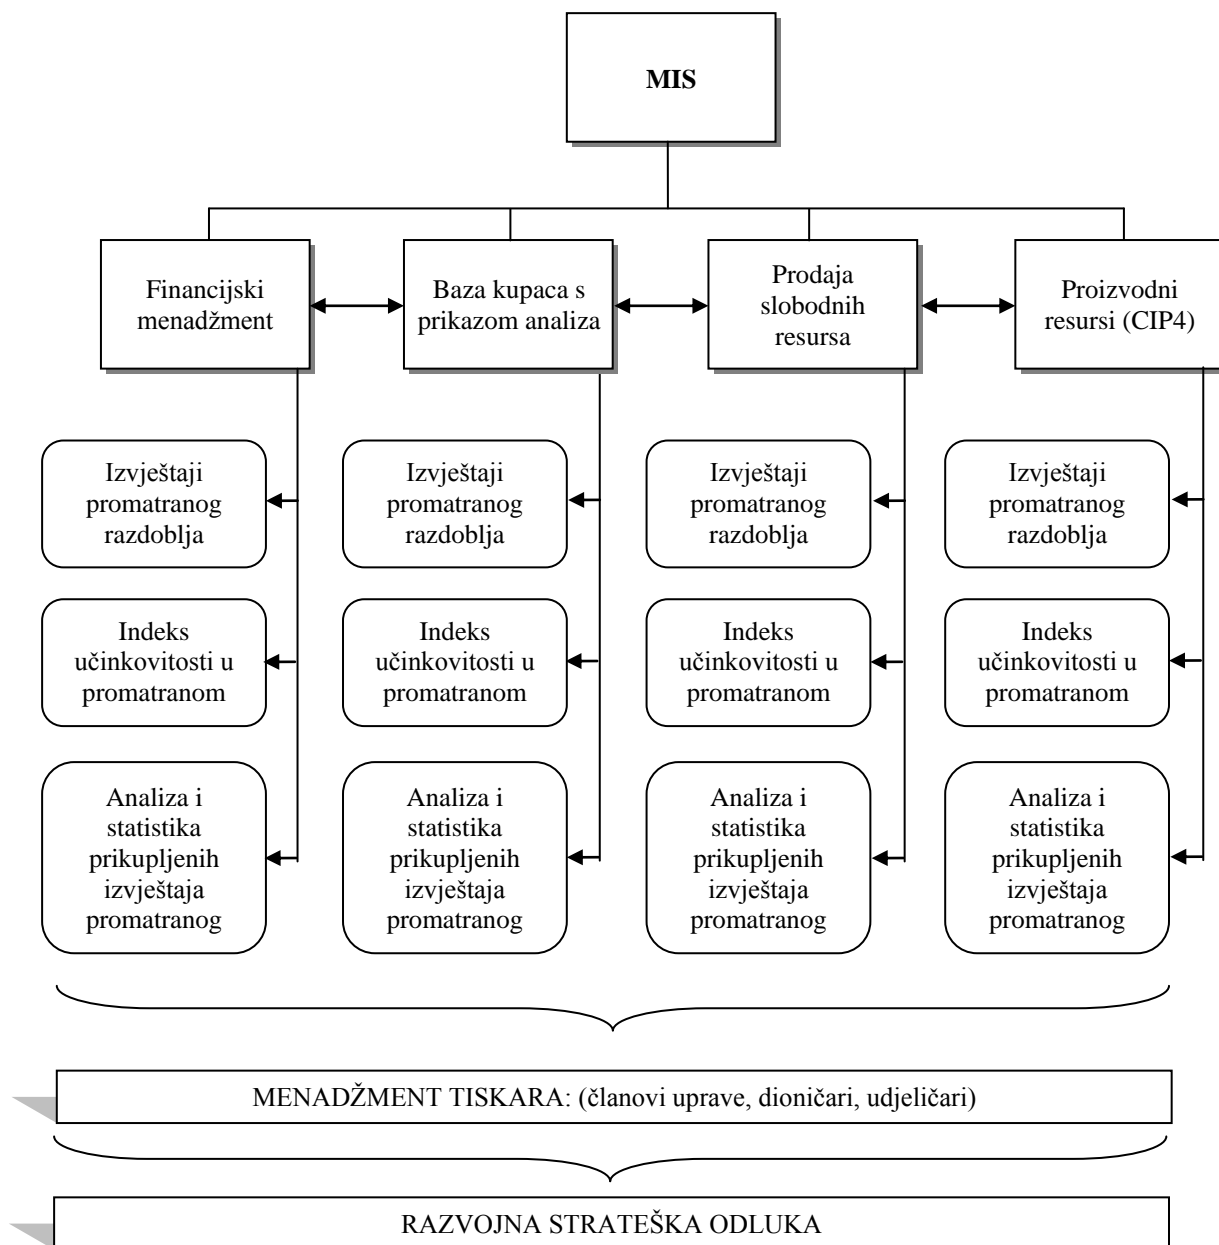 MIS
Financijski
menadžment
Baza kupaca s
prikazom analiza
Prodaja
slobodnih
resursa
Proizvodni
resursi (CIP4)
Izvještaji
promatranog
razdoblja
Izvještaji
promatranog
razdoblja
Izvještaji
promatranog
razdoblja
Izvještaji
promatranog
razdoblja
Indeks
učinkovitosti u
promatranom
Indeks
učinkovitosti u
promatranom
Indeks
učinkovitosti u
promatranom
Indeks
učinkovitosti u
promatranom
Analiza i
statistika
prikupljenih
izvještaja
promatranog
Analiza i
statistika
prikupljenih
izvještaja
promatranog
Analiza i
statistika
prikupljenih
izvještaja
promatranog
Analiza i
statistika
prikupljenih
izvještaja
promatranog
MENADŽMENT TISKARA: (članovi uprave, dioničari, udjeličari)
RAZVOJNA STRATEŠKA ODLUKA